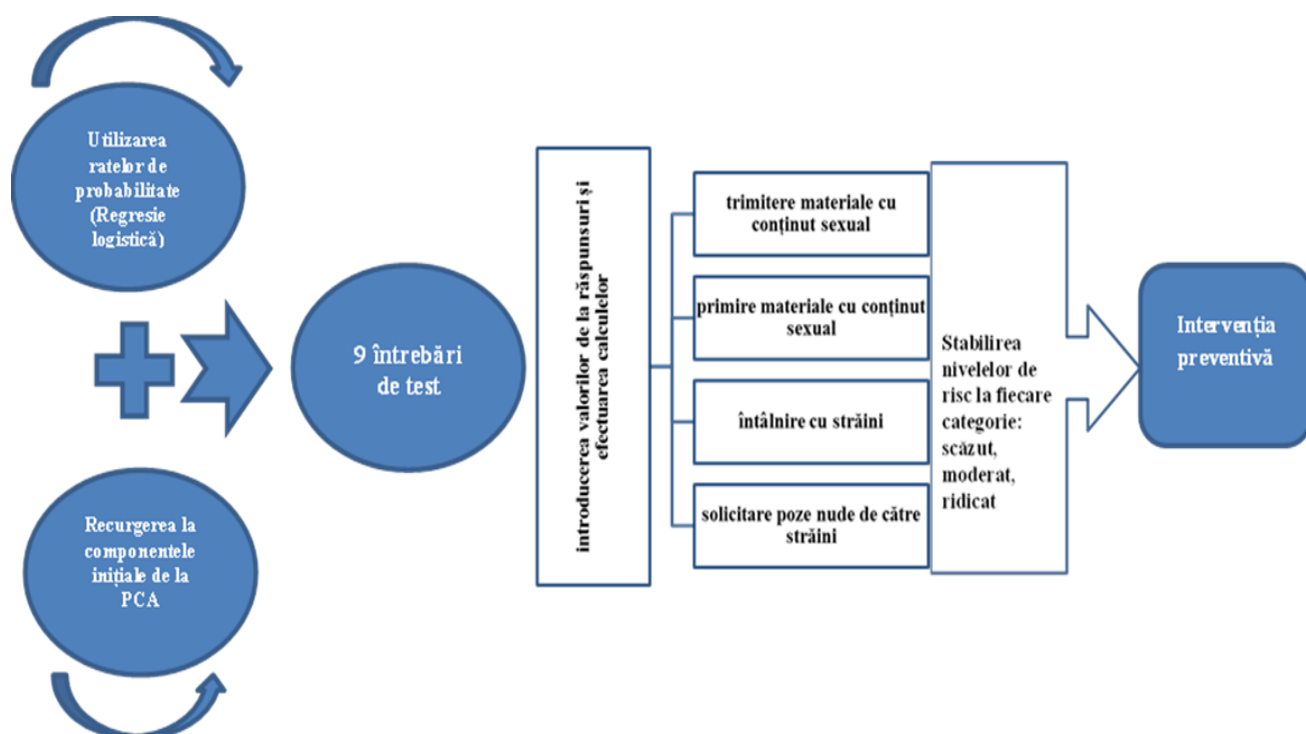 Utilizarea
ratelor de
probabilitate
(Regresie
logistică)
Recurgerea la
componentele
inițiale de la
PCA
9 întrebări
de test
introducerea valorilor de la răspunsuri și
efectuarea calculelor
trimitere materiale cu
conținut sexual
primire materiale cu conținut
sexual
întâlnire cu străini
solicitare poze nude de către
străini
Stabilirea
nivelelor de
risc la fiecare
categorie:
scăzut,
moderat,
ridicat
Intervenția
preventivă